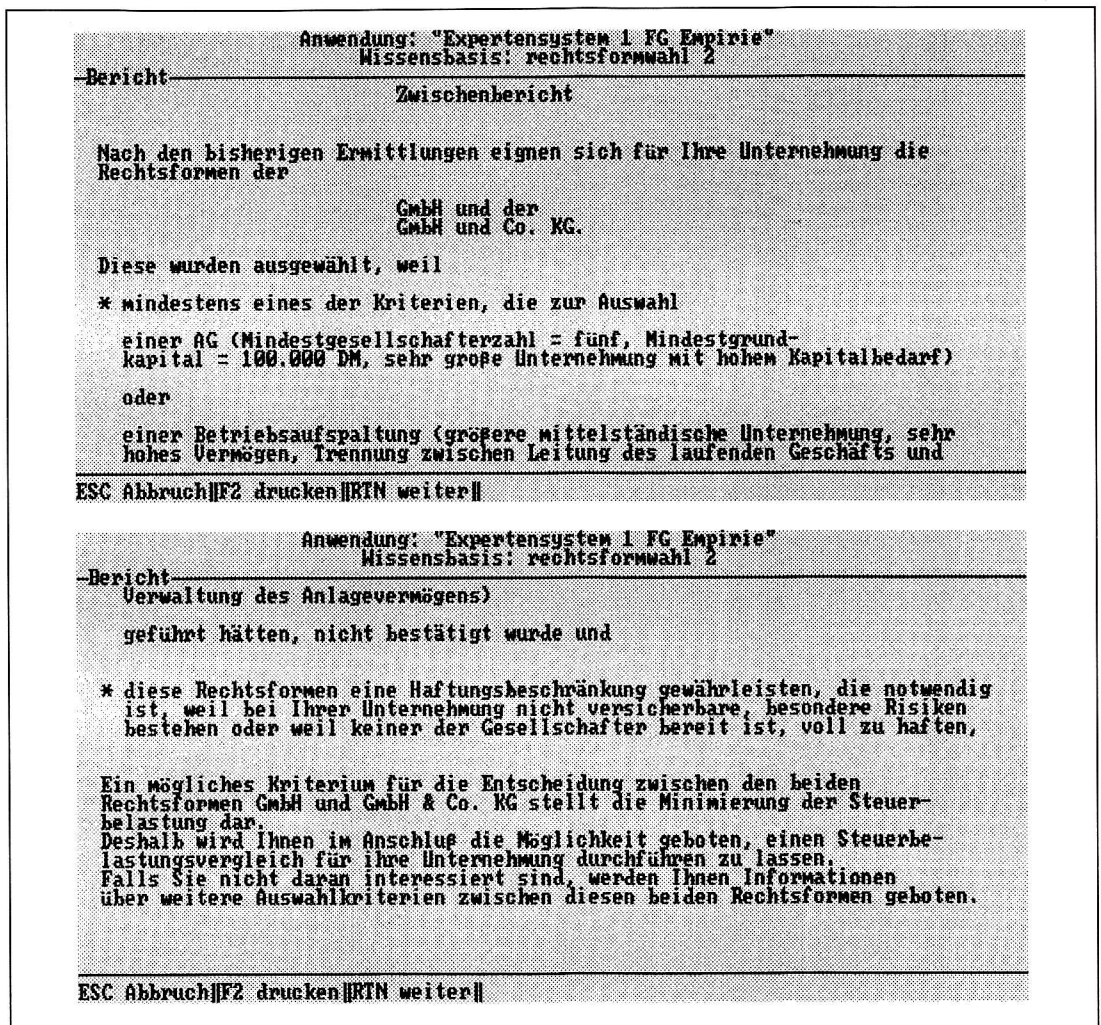 Anwendung: "Expertensystem 1 FG Empirie"
Wissensbasis: rechtsformwahl 2
Bericht
Zwischenbericht
Nach den bisherigen Ermittlungen eignen sich für Ihre Unternehmung die
Rechtsformen der
GmbH und der
GmbH und Co. KG.
Diese wurden ausgewählt, weil
* mindestens eines der Kriterien, die zur Auswahl
einer AG (Mindestgesellschafterzahl = fünf, Mindestgrund-
kapital = 100.000 DM, sehr große Unternehmung mit hohem Kapitalbedarf)
oder
einer Betriebsaufspaltung (größere mittelständische Unternehmung, sehr
hohes Vermögen, Trennung zwischen Leitung des laufenden Geschäfts und
ESC Abbruch‖F2 drucken‖RTN weiter‖
Anwendung: "Expertensystem 1 FG Empirie"
Wissensbasis: rechtsformwahl 2
Bericht
Verwaltung des Anlagevermögens)
geführt hätten, nicht bestätigt wurde und
* diese Rechtsformen eine Haftungsbeschränkung gewährleisten, die notwendig
ist, weil bei Ihrer Unternehmung nicht versicherbare, besondere Risiken
bestehen oder weil keiner der Gesellschafter bereit ist, voll zu haften,
Ein mögliches Kriterium für die Entscheidung zwischen den beiden
Rechtsformen GmbH und GmbH & Co. KG stellt die Minimierung der Steuer-
belastung dar.
Deshalb wird Ihnen im Anschluß die Möglichkeit geboten, einen Steuerbe-
lastungsvergleich für ihre Unternehmung durchführen zu lassen.
Falls Sie nicht daran interessiert sind, werden Ihnen Informationen
über weitere Auswahlkriterien zwischen diesen beiden Rechtsformen geboten.
ESC Abbruch‖F2 drucken‖RTN weiter‖